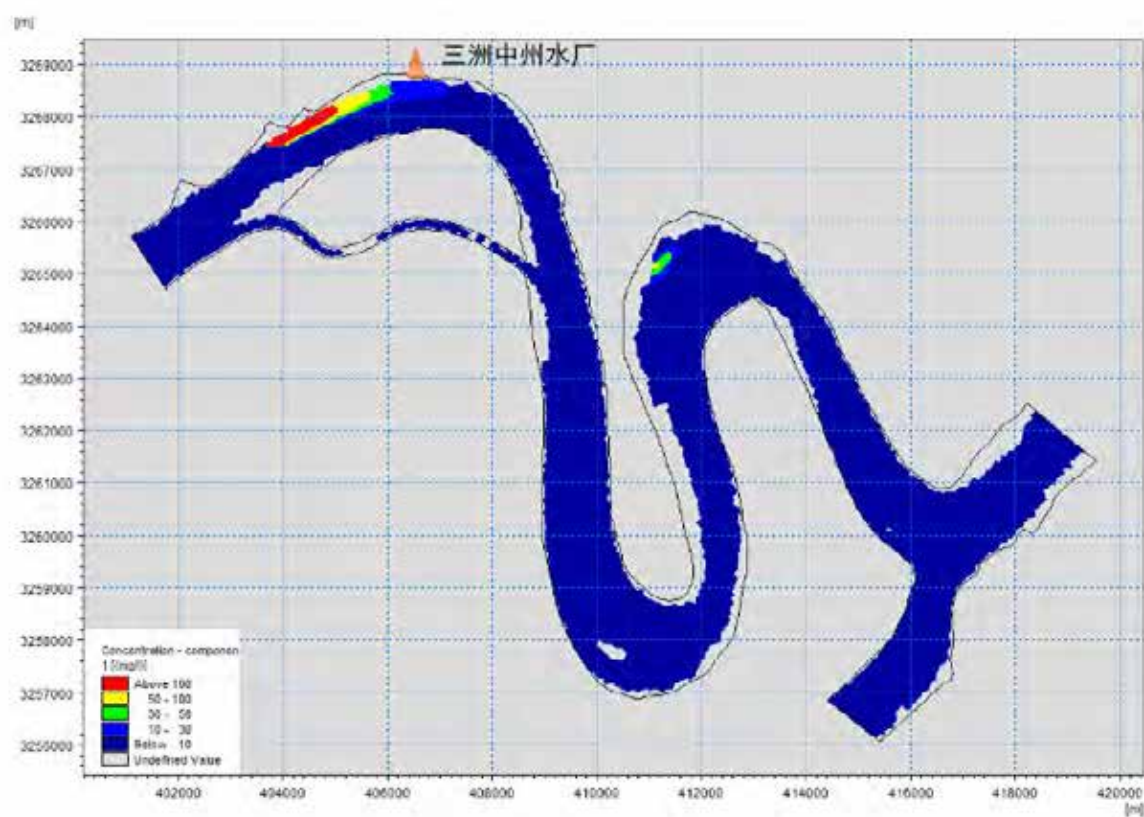 [m]
三洲中州水厂
3269000
3268000
3267000
3266000
3265000
3264000
3263000
3262000
3261000
3260000
3259000
3258000
3257000
3256000
Concentration - componen
Above 100
50 - 100
30 - 50
10 - 30
Below 10
Undefined Value
402000 404000 406000 408000 410000 412000 414000 416000 418000 420000
[m]